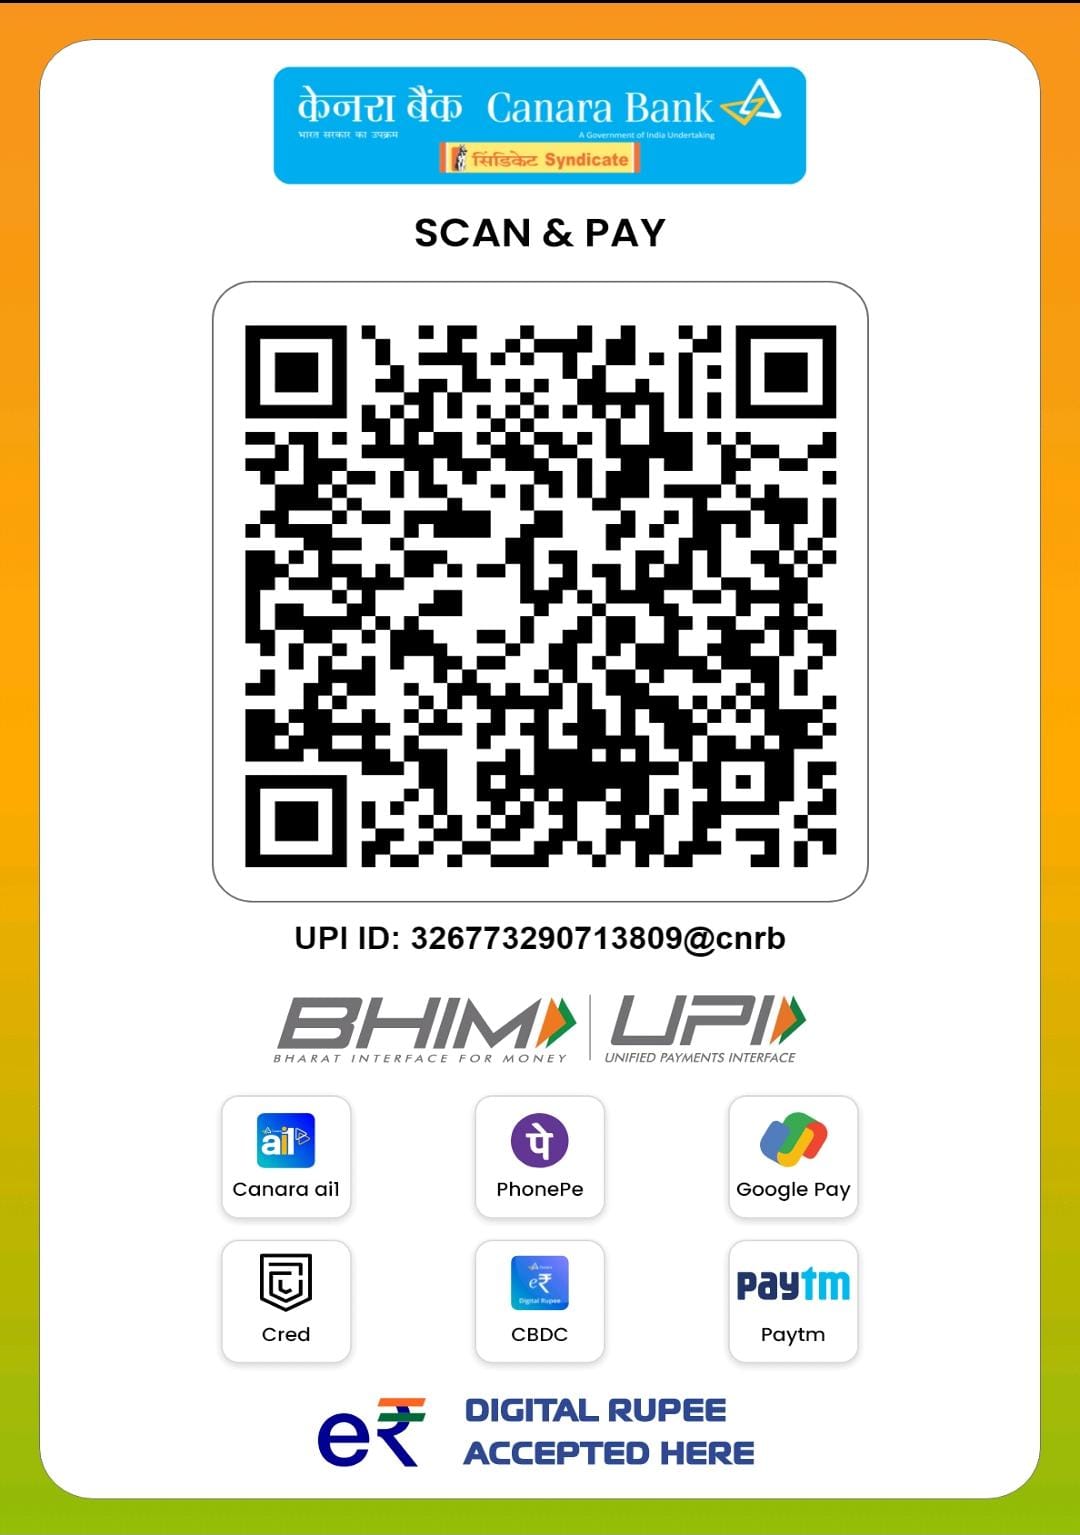 केनरा बैंक Canara Bank
भारत सरकार का उपक्रम A Government of India Undertaking
सिंडिकेट Syndicate
SCAN & PAY
UPI ID: 326773290713809@cnrb
BHIM UPI
BHARAT INTERFACE FOR MONEY UNIFIED PAYMENTS INTERFACE
ai1 पे
Canara ai1 PhonePe Google Pay
Canara
e₹
Digital Rupee
paytm
Cred CBDC Paytm
e₹ DIGITAL RUPEE
ACCEPTED HERE